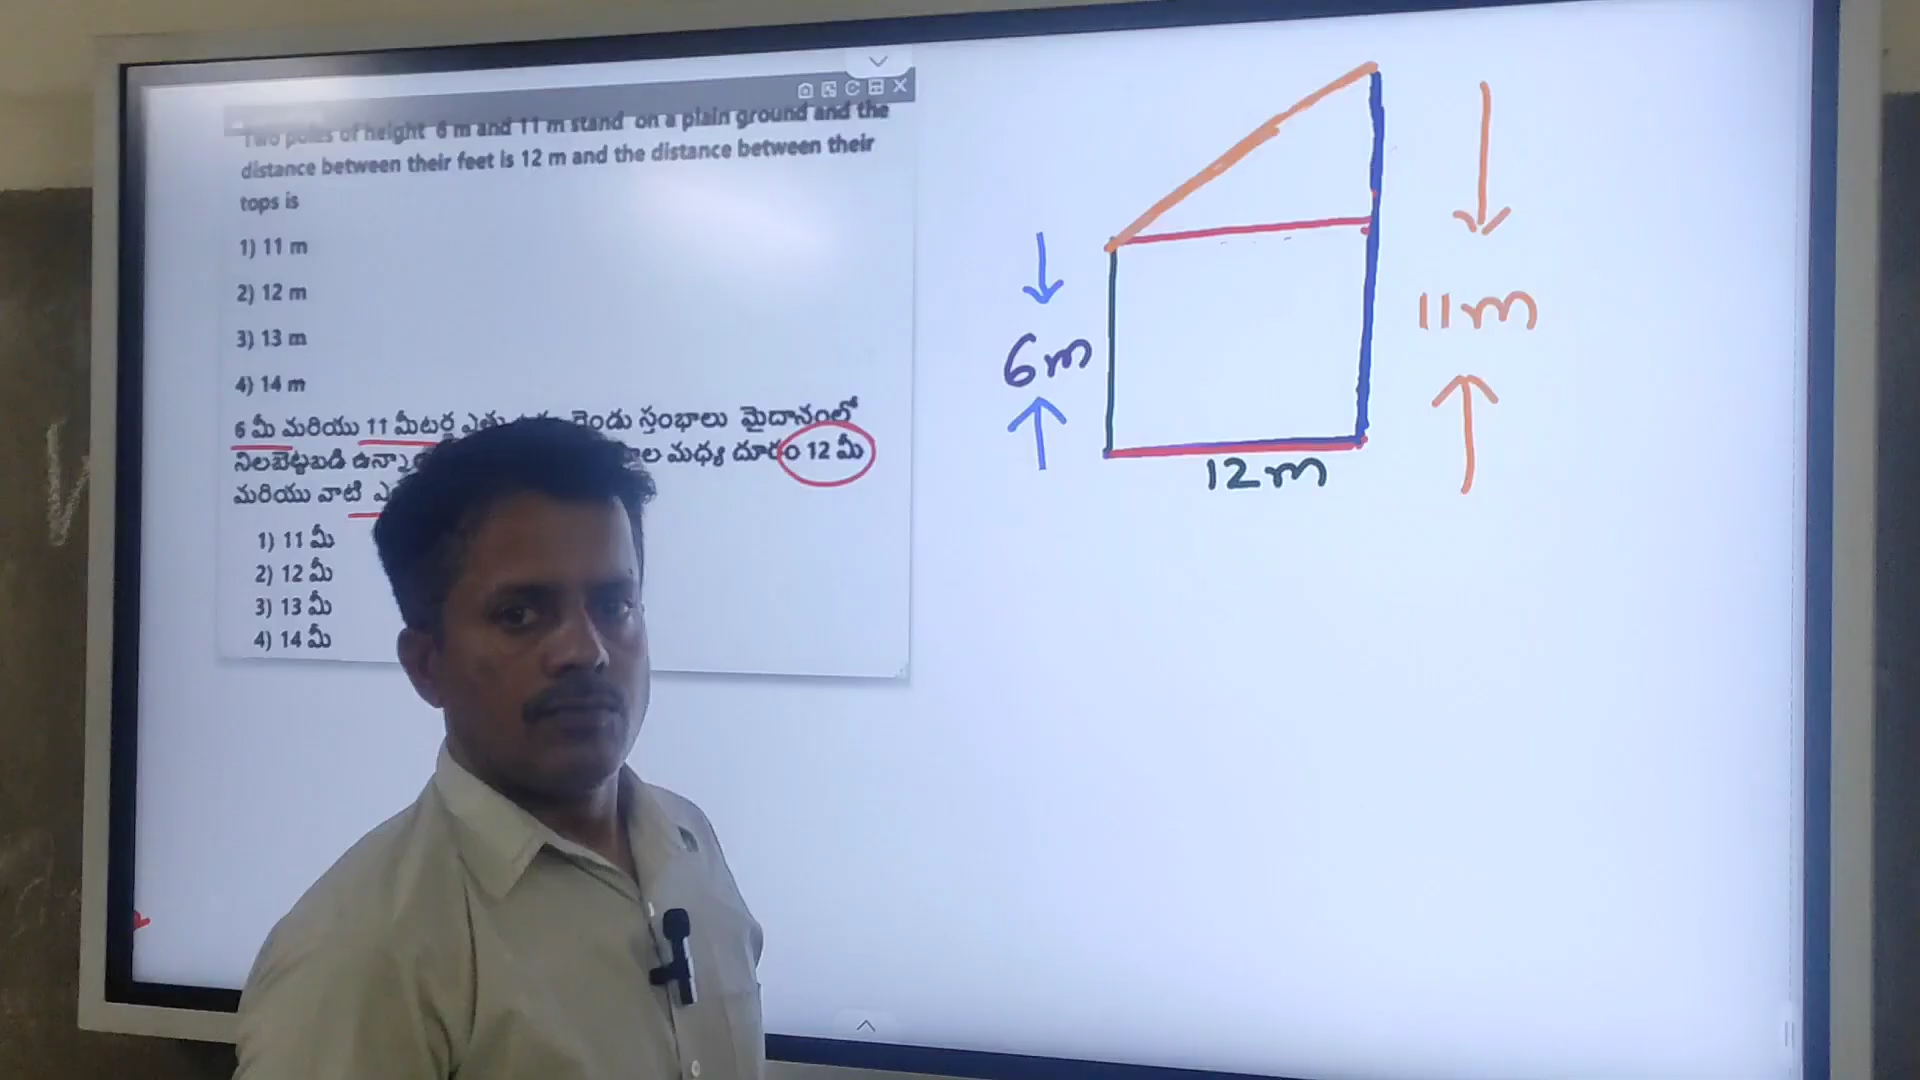 Two poles of height 6 m and 11 m stand on a plain ground and the
distance between their feet is 12 m and the distance between their
tops is
1) 11 m
2) 12 m
3) 13 m
4) 14 m
6 మీ మరియు 11 మీటర్ల ఎత్తు రెండు స్తంభాలు మైదానంలో
నిలబెట్టబడి మధ్య దూరం 12 మీ
మరియు వాటి
1) 11 మీ
2) 12 మీ
3) 13 మీ
4) 14 మీ
6m
11m
12m